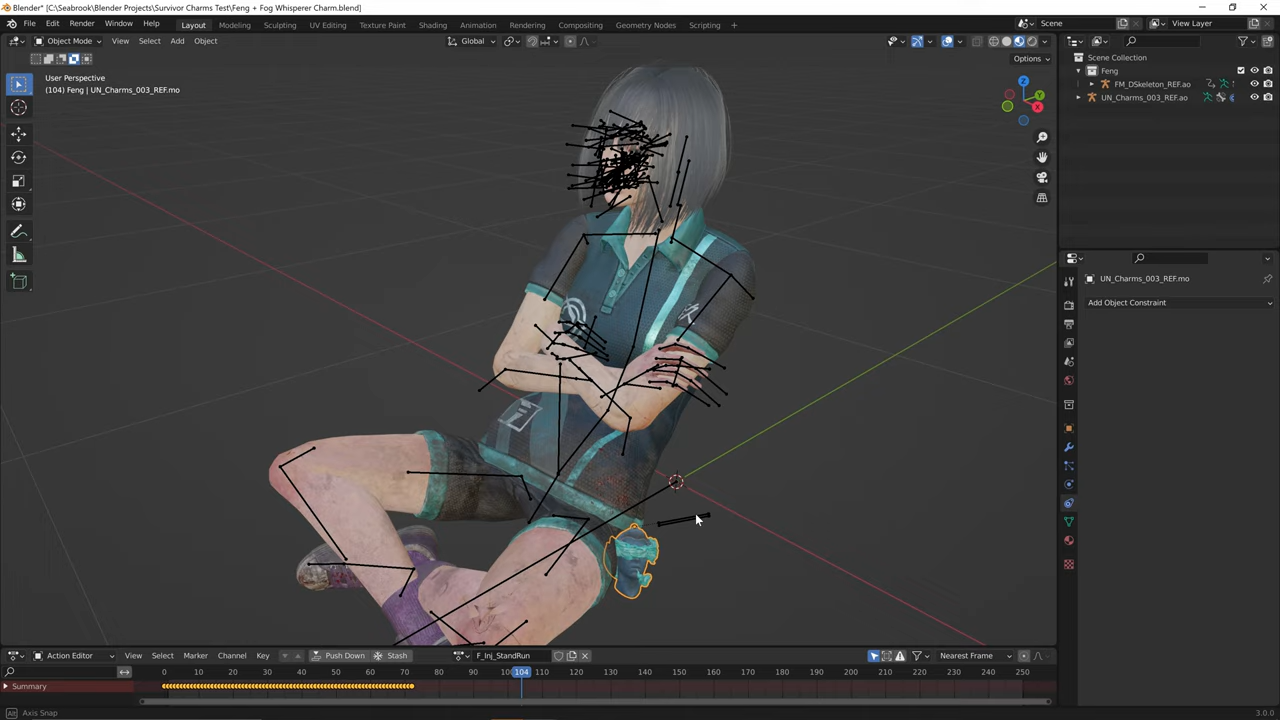 Blender* [C:\Seabrook\Blender Projects\Survivor Charms Test\Feng + Fog Whisperer Charm.blend]
File Edit Render Window Help Layout Modeling Sculpting UV Editing Texture Paint Shading Animation Rendering Compositing Geometry Nodes Scripting + Scene View Layer
Object Mode View Select Add Object Global
Options
User Perspective
(104) Feng | UN_Charms_003_REF.mo
Z
Y
X
Scene Collection
Feng
FM_DSkeleton_REF.ao
UN_Charms_003_REF.ao
UN_Charms_003_REF.mo
Add Object Constraint
Action Editor View Select Marker Channel Key Push Down Stash F_Inj_StandRun Nearest Frame
0 10 20 30 40 50 60 70 80 90 104 110 120 130 140 150 160 170 180 190 200 210 220 230 240 250
Summary
Axis Snap 3.0.0